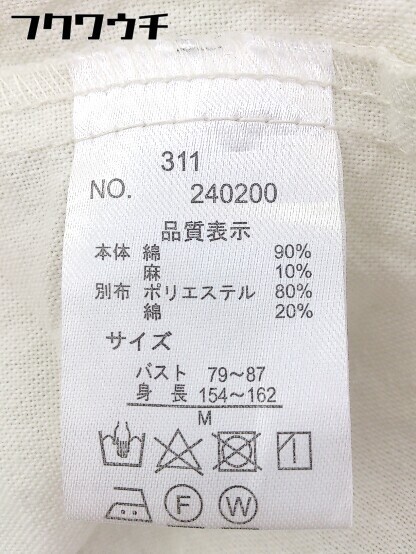 フクウウチ
311
NO. 240200
品質表示
本体 綿 90%
麻 10%
別布 ポリエステル 80%
綿 20%
サイズ
バスト 79～87
身長 154～162
M
F W